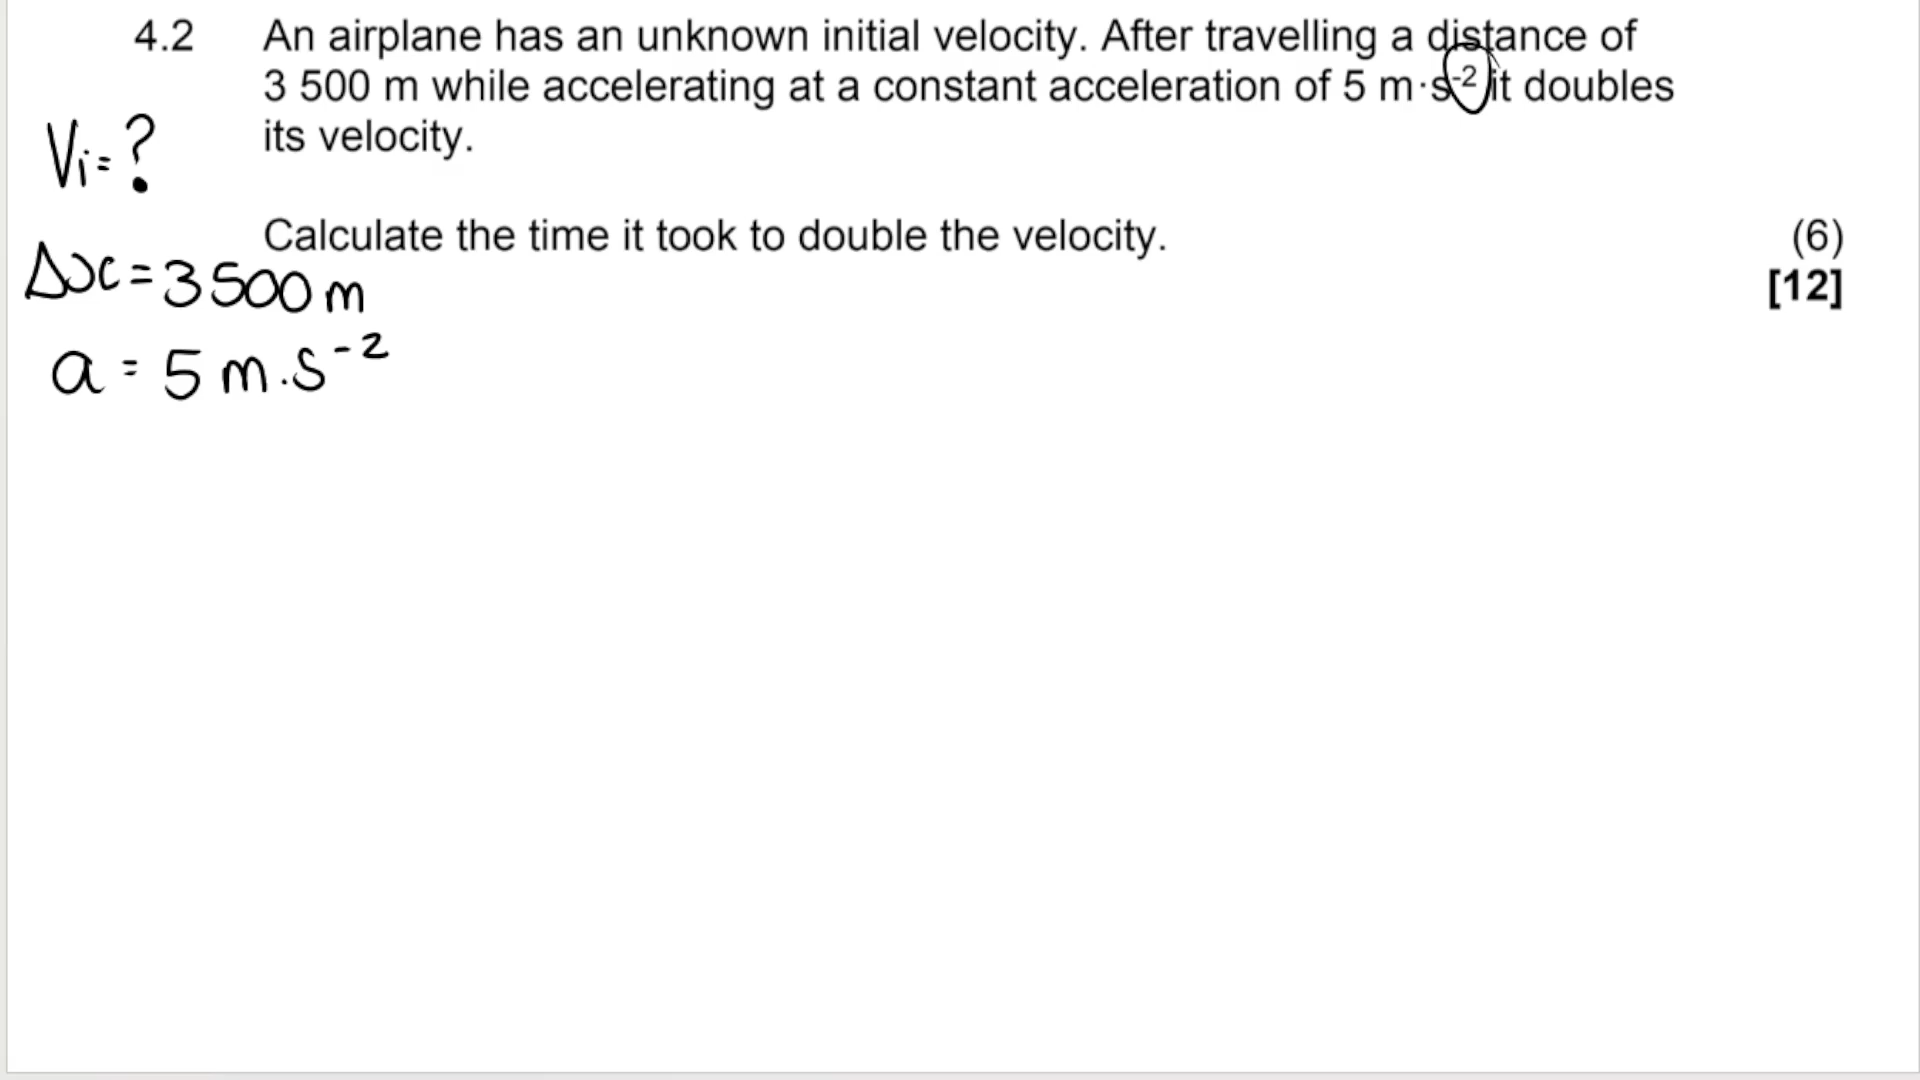 4.2 An airplane has an unknown initial velocity. After travelling a distance of
3 500 m while accelerating at a constant acceleration of 5 m·s⁻² it doubles
its velocity.
Vi = ?
Calculate the time it took to double the velocity. (6)
Δx = 3500 m
[12]
a = 5 m.s⁻²